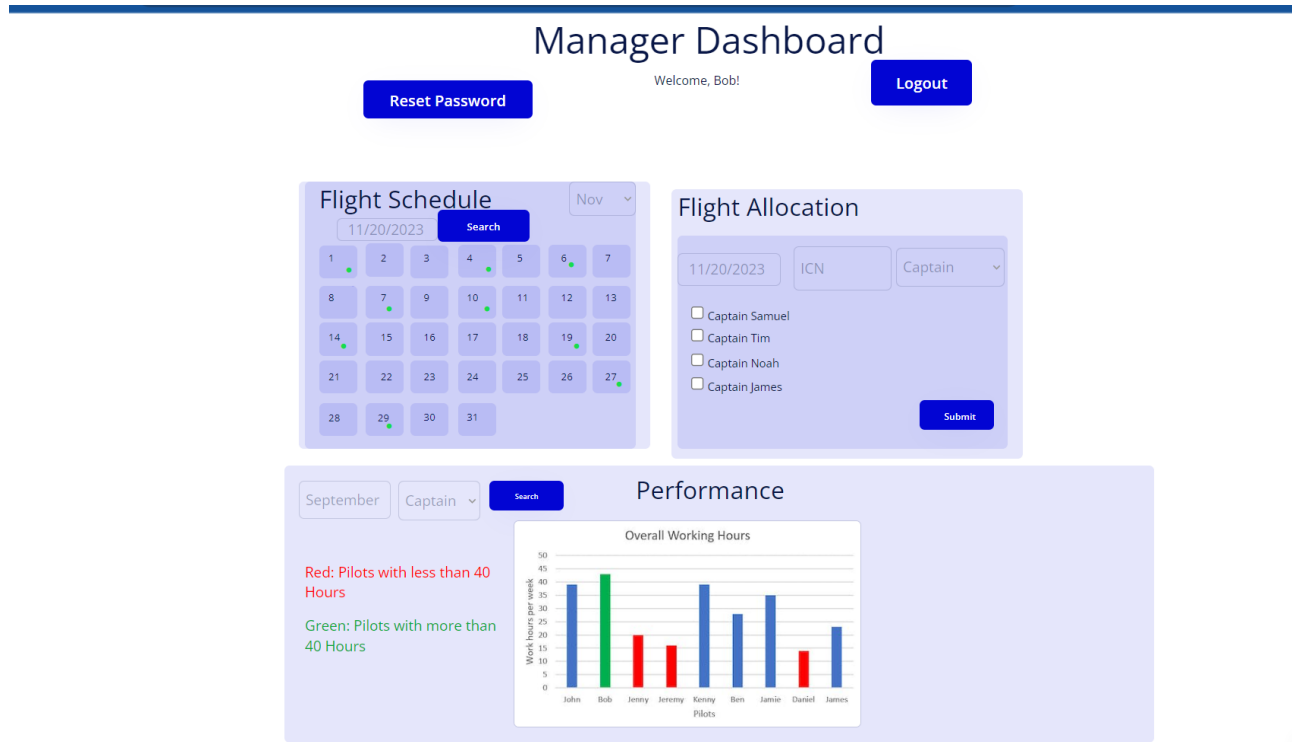 Manager Dashboard
Welcome, Bob!
Reset Password
Logout
Flight Schedule
Nov
11/20/2023
Search
1 2 3 4 5 6 7
8 7 9 10 11 12 13
14 15 16 17 18 19 20
21 22 23 24 25 26 27
28 29 30 31
Flight Allocation
11/20/2023
ICN
Captain
Captain Samuel
Captain Tim
Captain Noah
Captain James
Submit
September
Captain
Search
Performance
Red: Pilots with less than 40
Hours
Green: Pilots with more than
40 Hours
Overall Working Hours
Work hours per week
50
45
40
35
30
25
20
15
10
5
0
John Bob Jenny Jeremy Kenny Ben Jamie Daniel James
Pilots